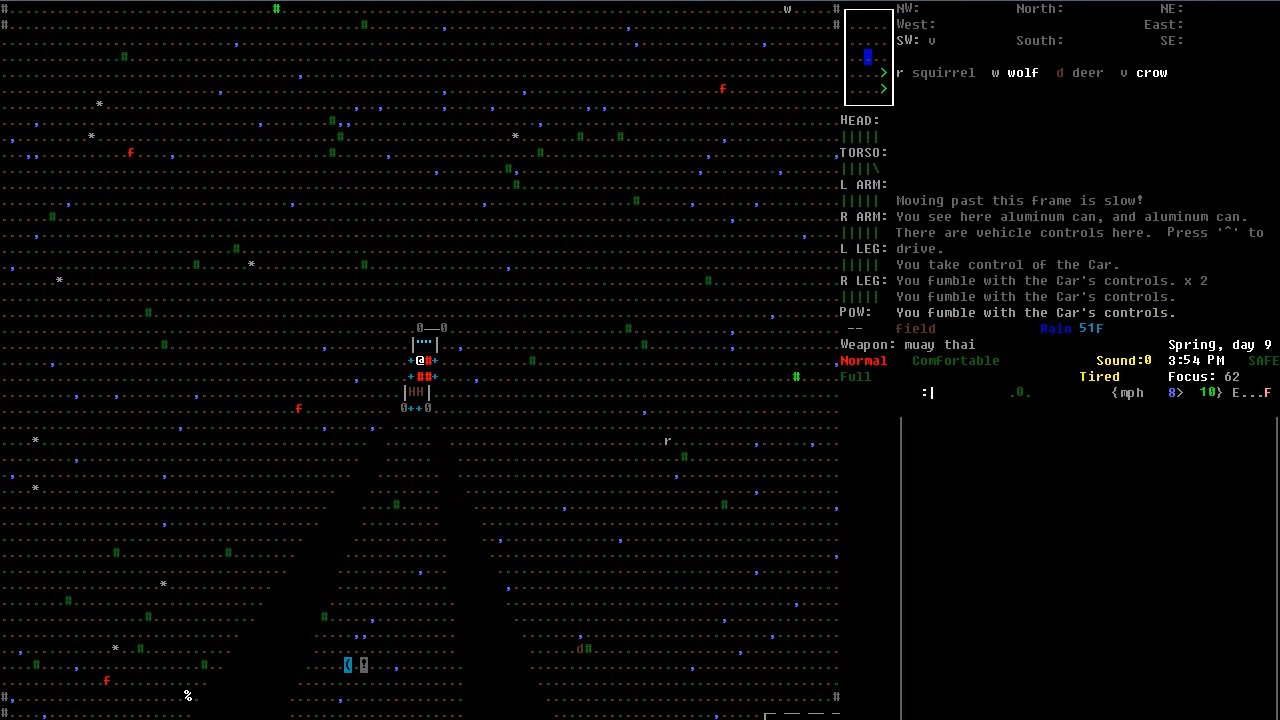 NW: North: NE:
West: East:
SW: v South: SE:
r squirrel w wolf d deer v crow
HEAD:
|||||
TORSO:
||||\
L ARM:
||||| Moving past this frame is slow!
R ARM: You see here aluminum can, and aluminum can.
||||| There are vehicle controls here. Press '^' to
L LEG: drive.
||||| You take control of the Car.
R LEG: You fumble with the Car's controls. x 2
||||| You fumble with the Car's controls.
POW: You fumble with the Car's controls.
-- field Rain 51F
Weapon: muay thai Spring, day 9
Normal Comfortable Sound:0 3:54 PM SAFE
Full Tired Focus: 62
:| .0. {mph 8> 10} E...F